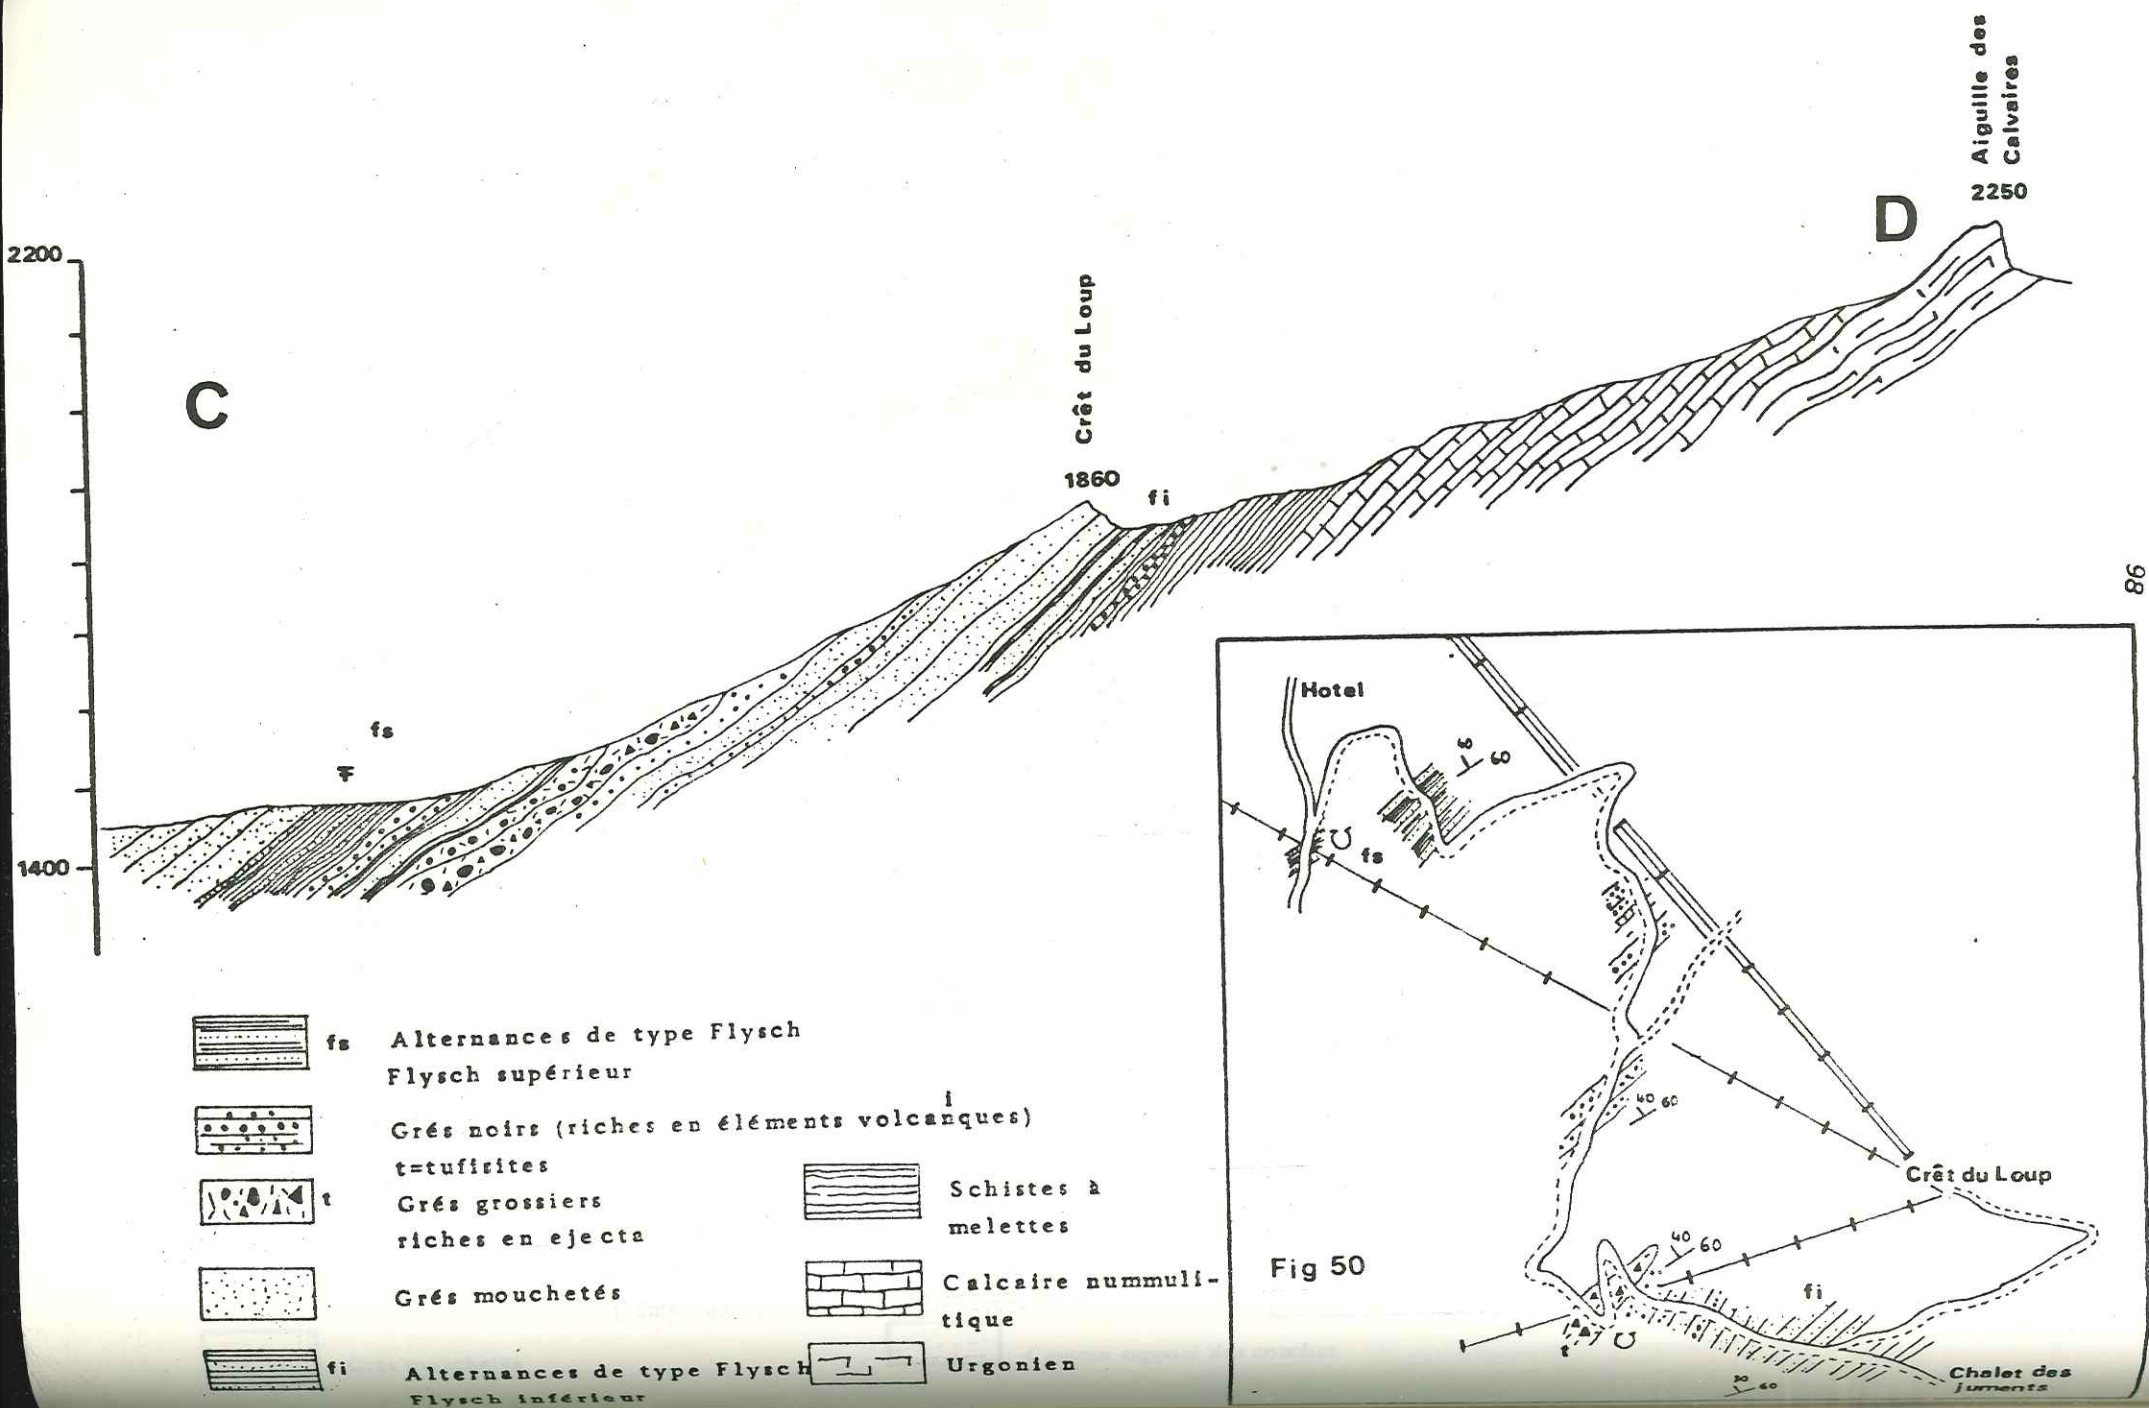 Aiguille des
Calvaires
2250
D
2200
Crêt du Loup
C
1860
fi
98
fs
1400
fs Alternances de type Flysch
Flysch supérieur
i
Grés noirs (riches en éléments volcanques)
t=tufisites
t Grés grossiers
riches en ejecta
Grés mouchetés
fi Alternances de type Flysch
Flysch inférieur
Schistes à
melettes
Calcaire nummuli-
tique
Urgonien
Hotel
60
fs
40 60
Crêt du Loup
40 60
Fig 50
fi
t
Chalet des
juments
60